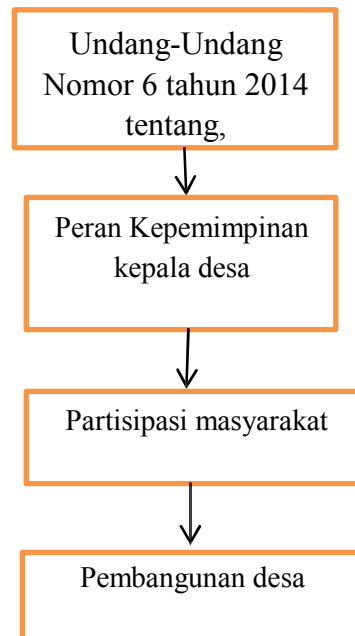 Undang-Undang
Nomor 6 tahun 2014
tentang,
Peran Kepemimpinan
kepala desa
Partisipasi masyarakat
Pembangunan desa